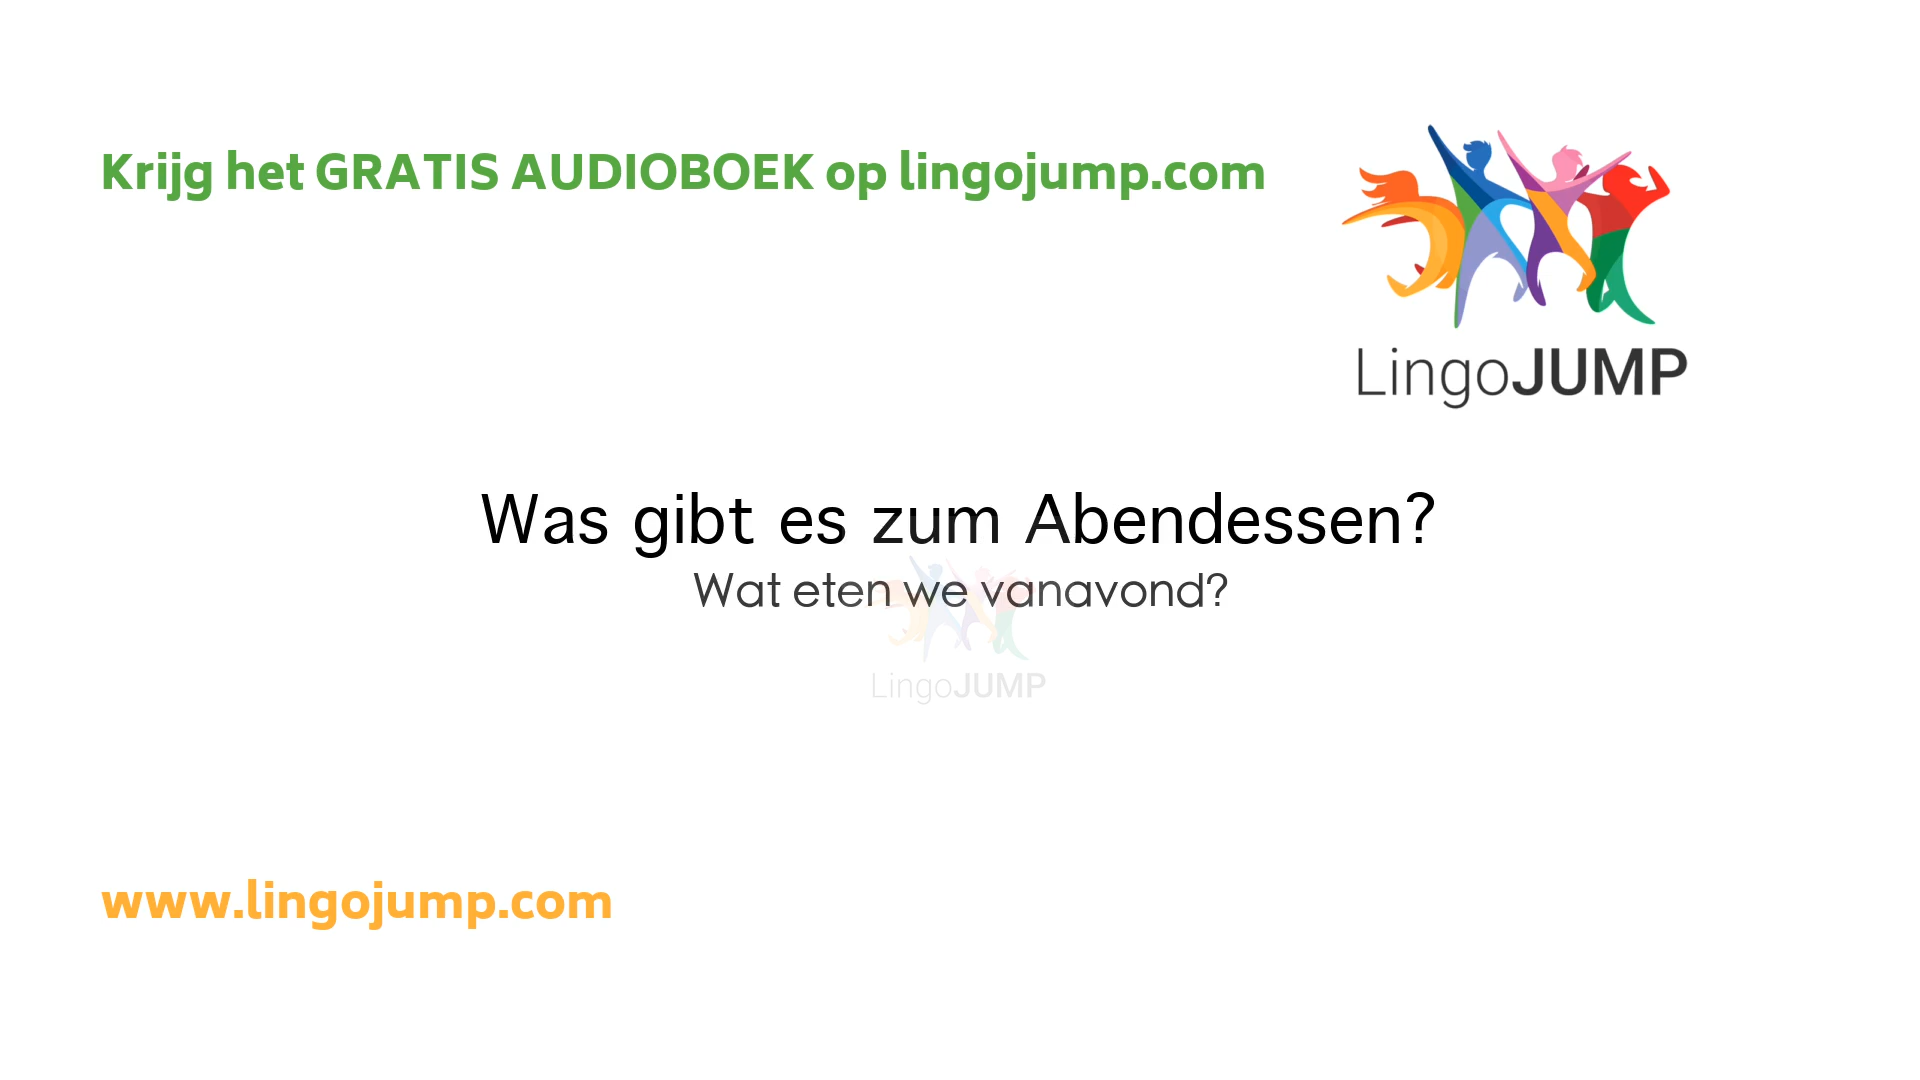 Krijg het GRATIS AUDIOBOEK op lingojump.com
LingoJUMP
Was gibt es zum Abendessen?
Wat eten we vanavond?
LingoJUMP
www.lingojump.com